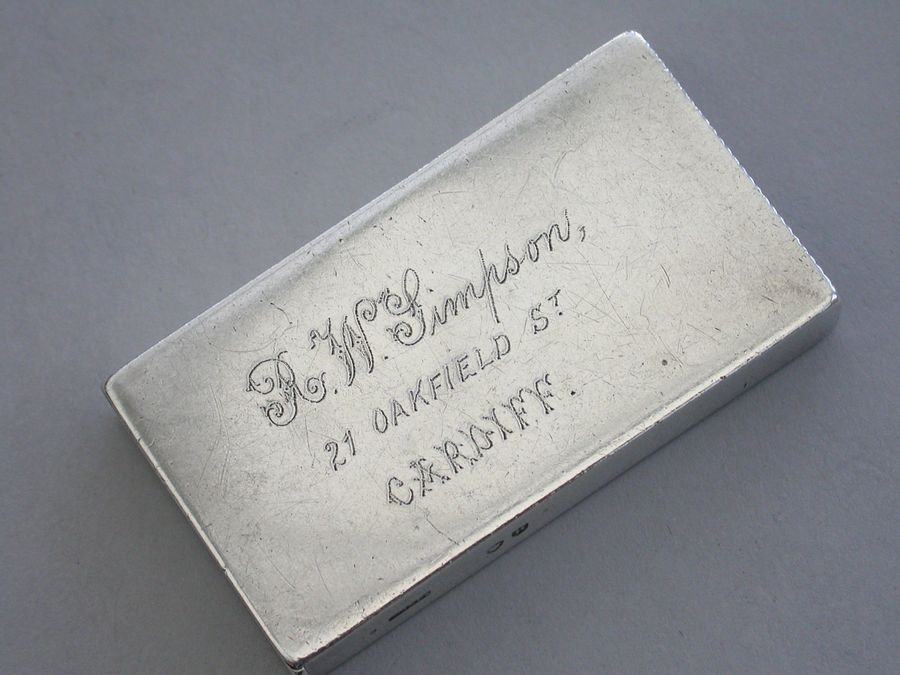 R. W. Simpson,
21 OAKFIELD ST
CARDIFF.